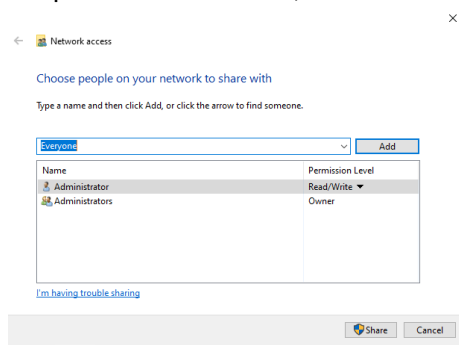 Network access
Choose people on your network to share with
Type a name and then click Add, or click the arrow to find someone.
Everyone Add
Name Permission Level
Administrator Read/Write
Administrators Owner
I'm having trouble sharing
Share Cancel